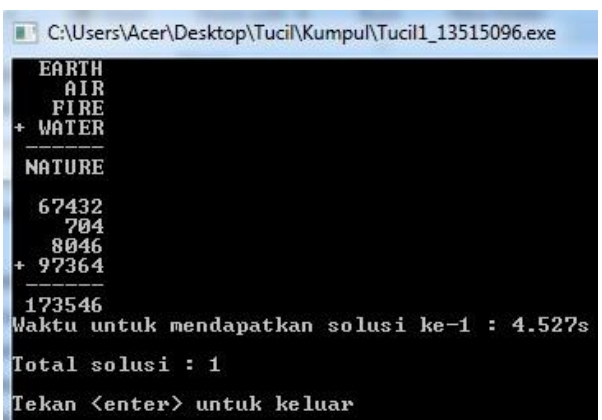 C:\Users\Acer\Desktop\Tucil\Kumpul\Tucil1_13515096.exe
EARTH
AIR
FIRE
+ WATER
------
NATURE
67432
704
8046
+ 97364
------
173546
Waktu untuk mendapatkan solusi ke-1 : 4.527s
Total solusi : 1
Tekan <enter> untuk keluar